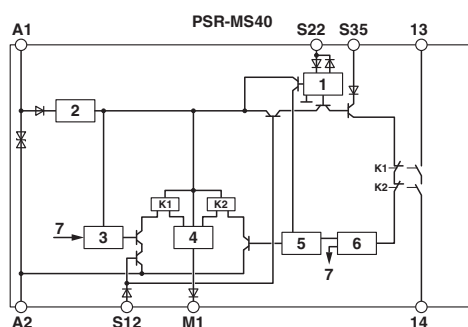 PSR-MS40
A1 S22 S35 13
1
2
K1
K2
K1 K2
7 3 4 5 6
7
A2 S12 M1 14